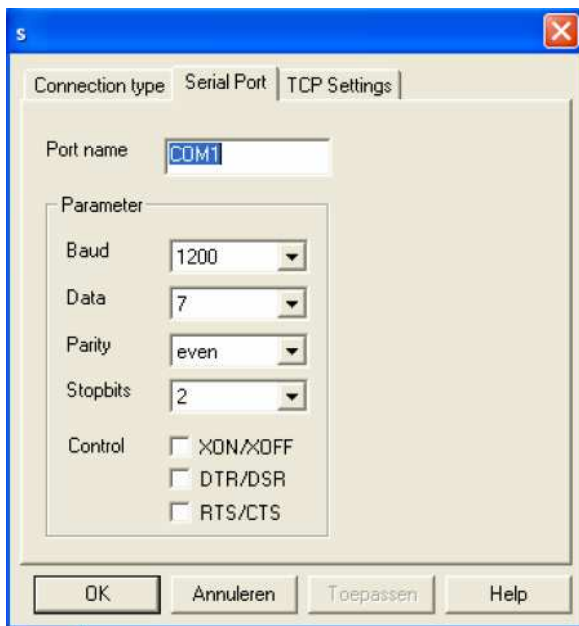 s
Connection type Serial Port TCP Settings
Port name COM1
Parameter
Baud 1200
Data 7
Parity even
Stopbits 2
Control XON/XOFF
DTR/DSR
RTS/CTS
OK Annuleren Toepassen Help